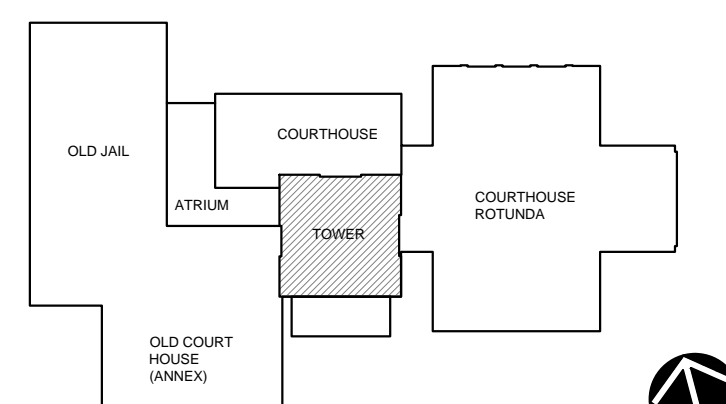 OLD JAIL
COURTHOUSE
ATRIUM
TOWER
COURTHOUSE
ROTUNDA
OLD COURT
HOUSE
(ANNEX)